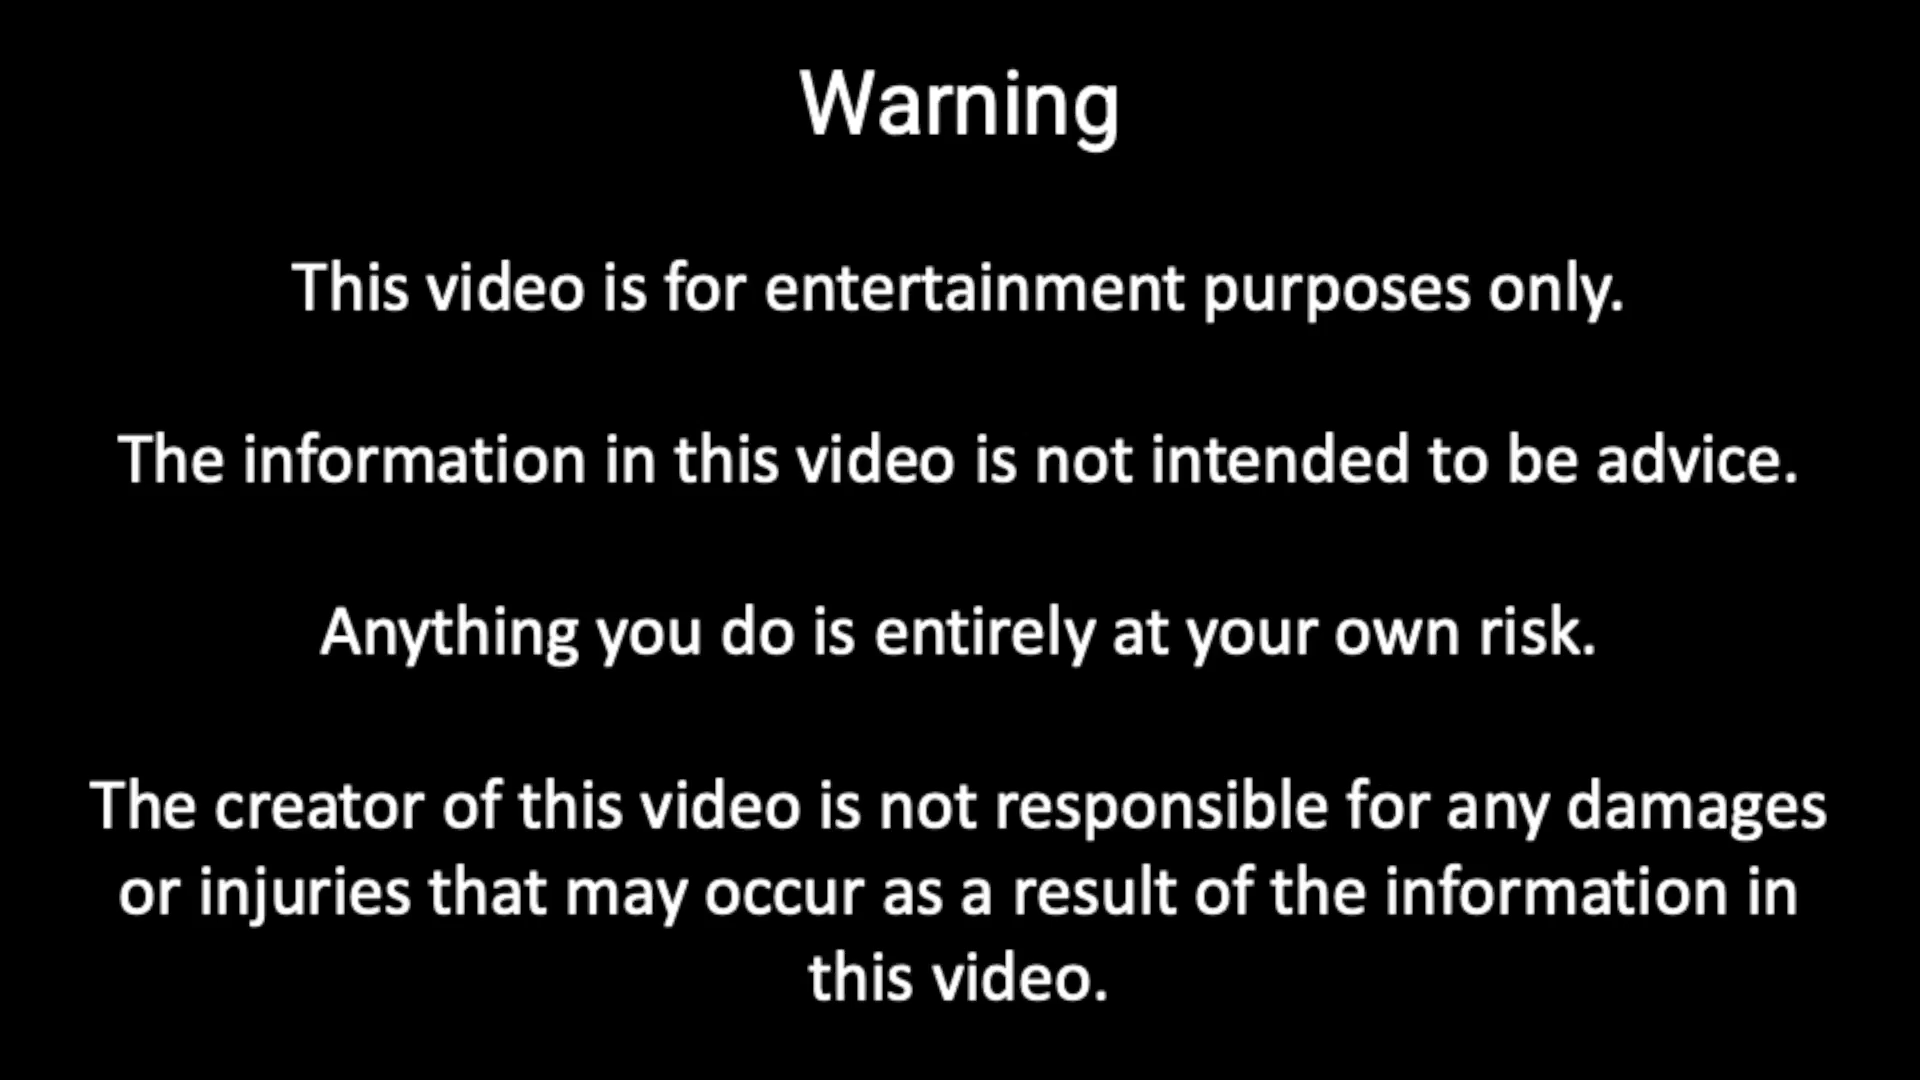 Warning
This video is for entertainment purposes only.
The information in this video is not intended to be advice.
Anything you do is entirely at your own risk.
The creator of this video is not responsible for any damages
or injuries that may occur as a result of the information in
this video.